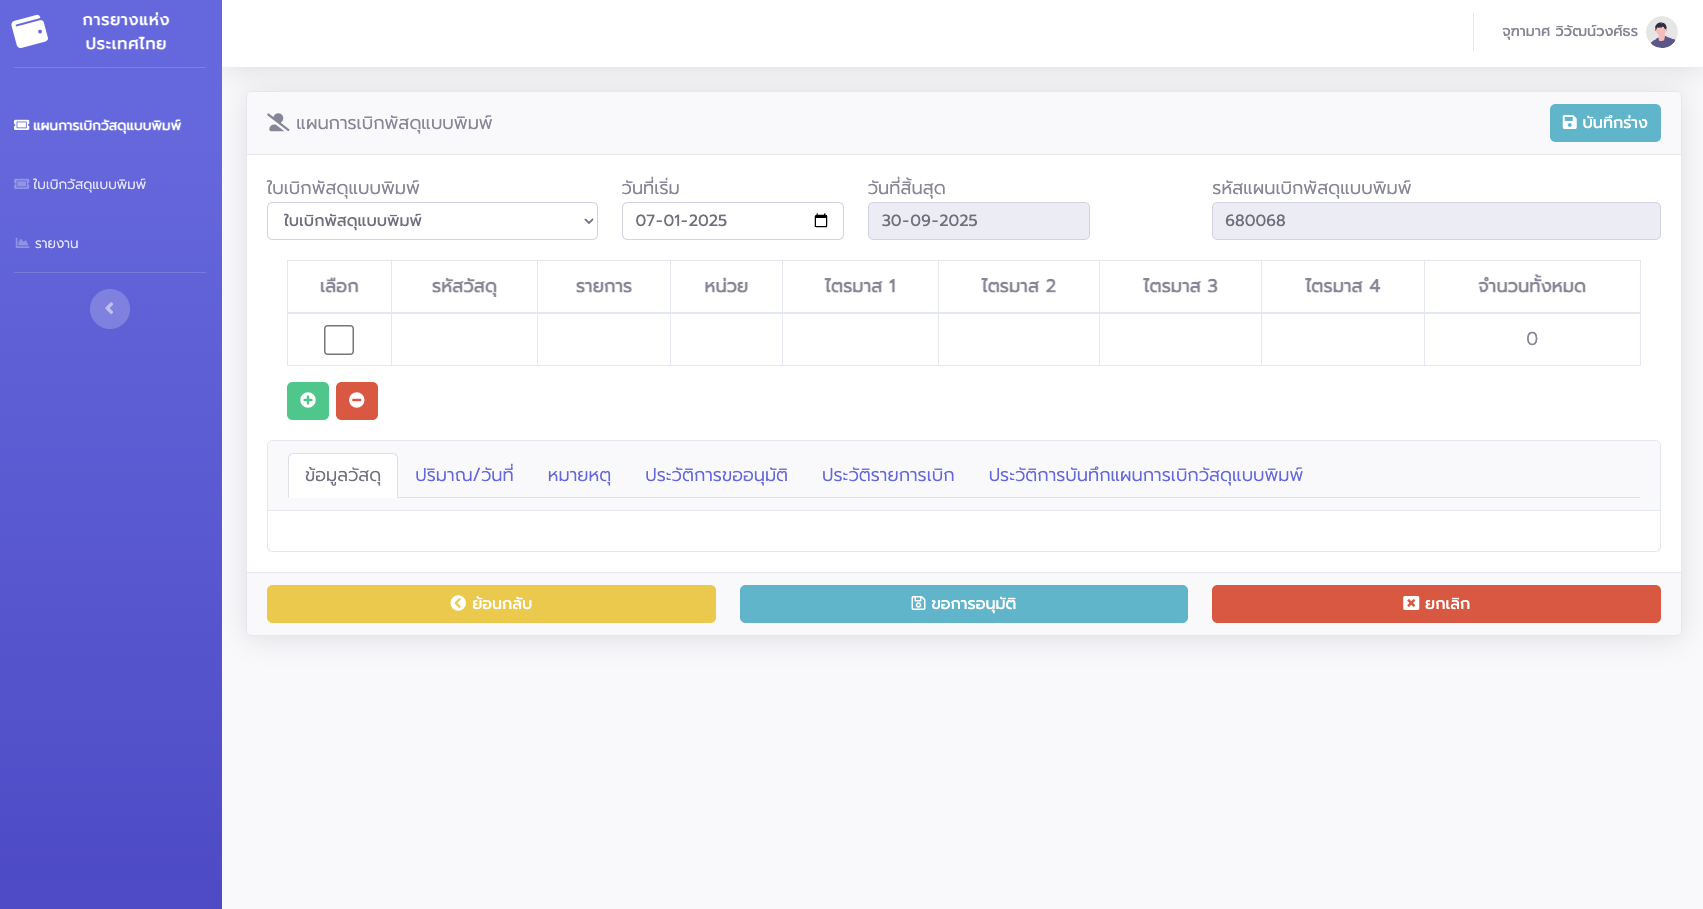 การยางแห่ง
ประเทศไทย
แผนการเบิกวัสดุแบบพิมพ์
ใบเบิกวัสดุแบบพิมพ์
รายงาน
จุฑามาศ วิวัฒน์วงศ์ธร
แผนการเบิกพัสดุแบบพิมพ์
บันทึกร่าง
ใบเบิกพัสดุแบบพิมพ์ วันที่เริ่ม วันที่สิ้นสุด รหัสแผนเบิกพัสดุแบบพิมพ์
ใบเบิกพัสดุแบบพิมพ์ 07-01-2025 30-09-2025 680068
เลือก รหัสวัสดุ รายการ หน่วย ไตรมาส 1 ไตรมาส 2 ไตรมาส 3 ไตรมาส 4 จำนวนทั้งหมด
0
ข้อมูลวัสดุ ปริมาณ/วันที่ หมายหตุ ประวัติการขออนุมัติ ประวัติรายการเบิก ประวัติการบันทึกแผนการเบิกวัสดุแบบพิมพ์
ย้อนกลับ ขอการอนุมัติ ยกเลิก